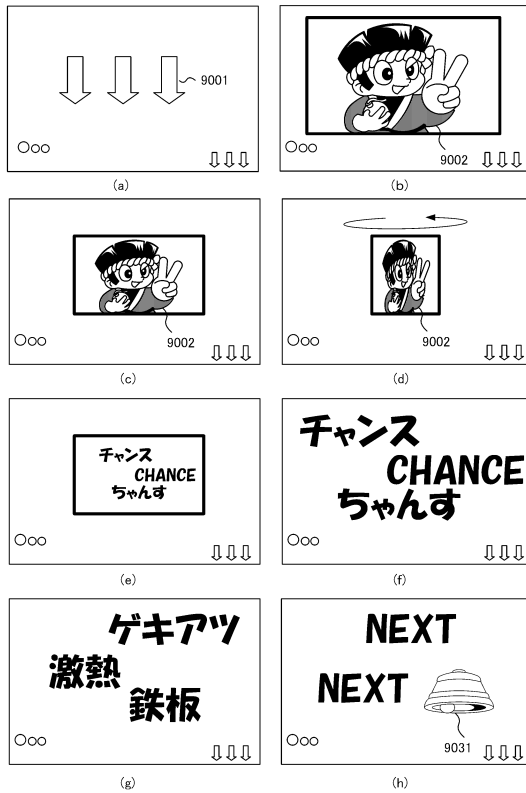 9001
(a)
9002
(b)
9002
(c)
9002
(d)
チャンス
CHANCE
ちゃんす
(e)
チャンス
CHANCE
ちゃんす
(f)
ゲキアツ
激熱
鉄板
(g)
NEXT
NEXT
9031
(h)